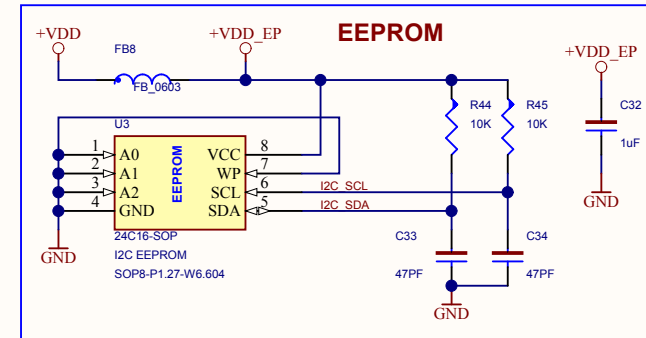 EEPROM
+VDD
FB8
+VDD_EP
FB_0603
+VDD_EP
R44
10K
R45
10K
C32
1uF
GND
U3
1 A0 VCC 8
2 A1 WP 7
3 A2 SCL 6
4 GND SDA 5
EEPROM
I2C_SCL
I2C_SDA
24C16-SOP
I2C EEPROM
SOP8-P1.27-W6.604
GND
C33
47PF
C34
47PF
GND